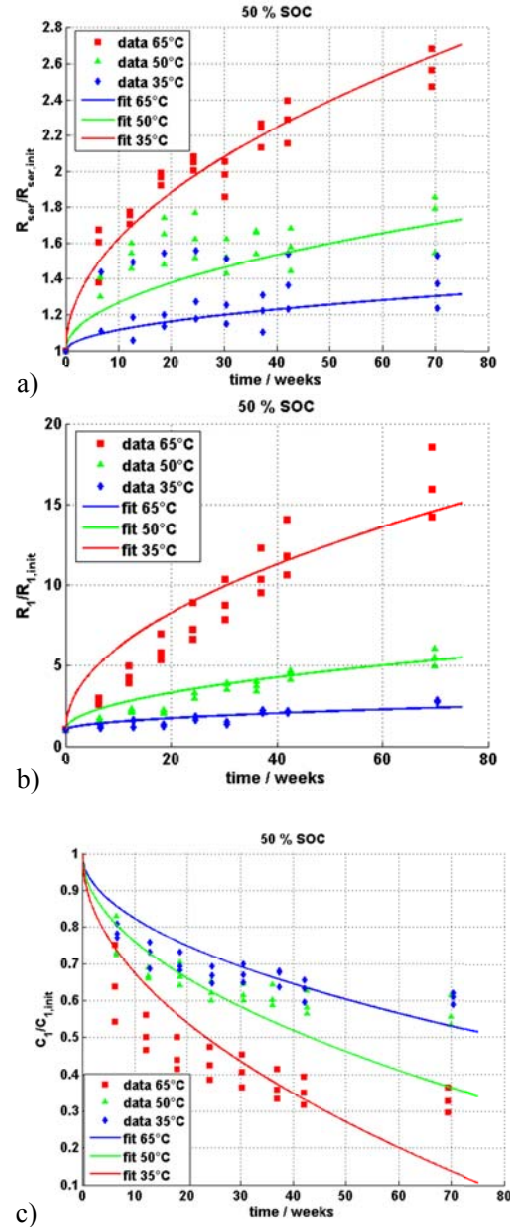 50 % SOC
2.8
2.6
2.4
2.2
2
1.8
1.6
1.4
1.2
1
R_ser/R_ser,init
data 65°C
data 50°C
data 35°C
fit 65°C
fit 50°C
fit 35°C
0 10 20 30 40 50 60 70 80
time / weeks
a)
50 % SOC
20
15
10
5
0
R_1/R_1,init
data 65°C
data 50°C
data 35°C
fit 65°C
fit 50°C
fit 35°C
0 20 40 60 80
time / weeks
b)
50 % SOC
1
0.9
0.8
0.7
0.6
0.5
0.4
0.3
0.2
0.1
C_1/C_1,init
data 65°C
data 50°C
data 35°C
fit 65°C
fit 50°C
fit 35°C
0 10 20 30 40 50 60 70 80
time / weeks
c)